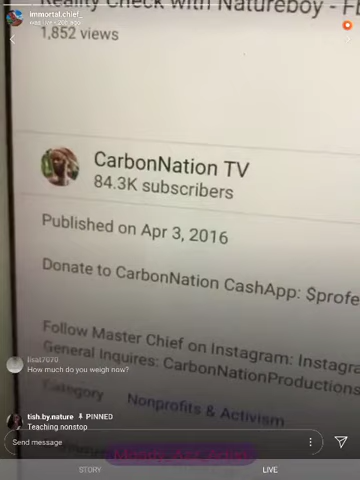 Reality Check with Natureboy -
immortal.chief_
1,852 views
CarbonNation TV
84.3K subscribers
Published on Apr 3, 2016
Donate to CarbonNation CashApp: $profe
Follow Master Chief on Instagram: Instagra
General Inquires: CarbonNationProductions
Category Nonprofits & Activism
How much do you weigh now?
tish.by.nature PINNED
Teaching nonstop
Send message
STORY LIVE